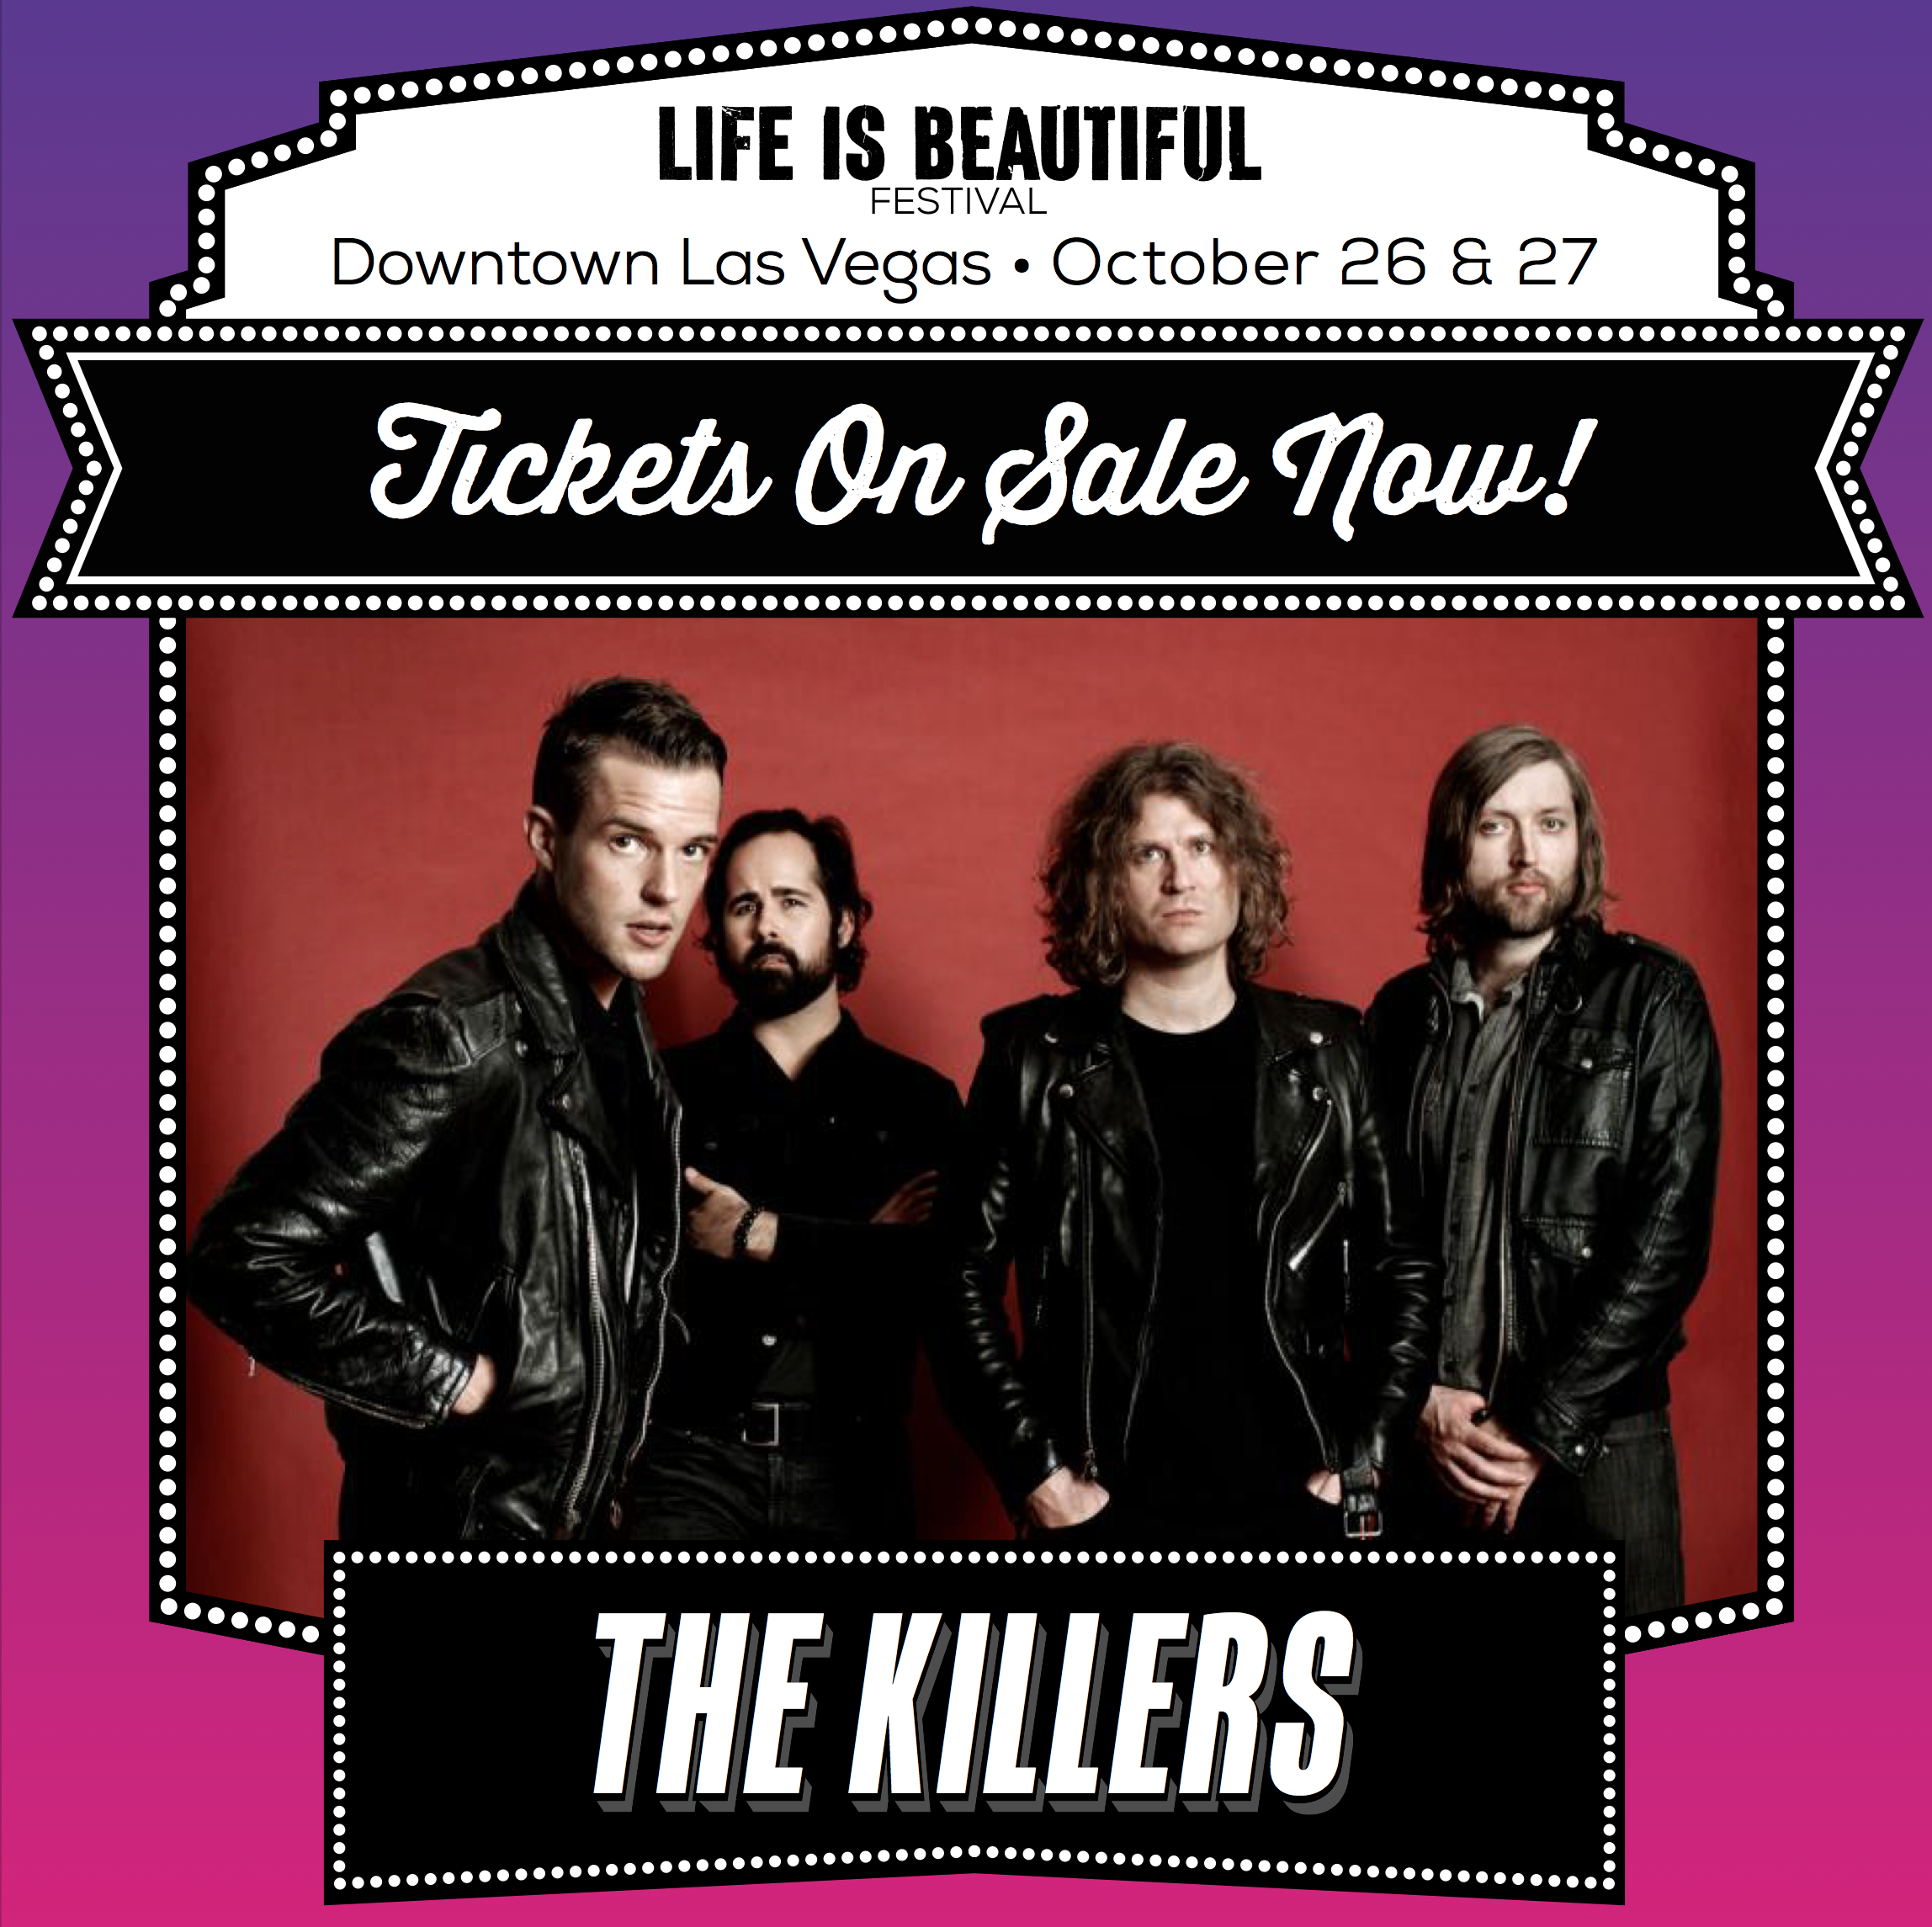 LIFE IS BEAUTIFUL
FESTIVAL
Downtown Las Vegas • October 26 & 27
Tickets On Sale Now!
THE KILLERS